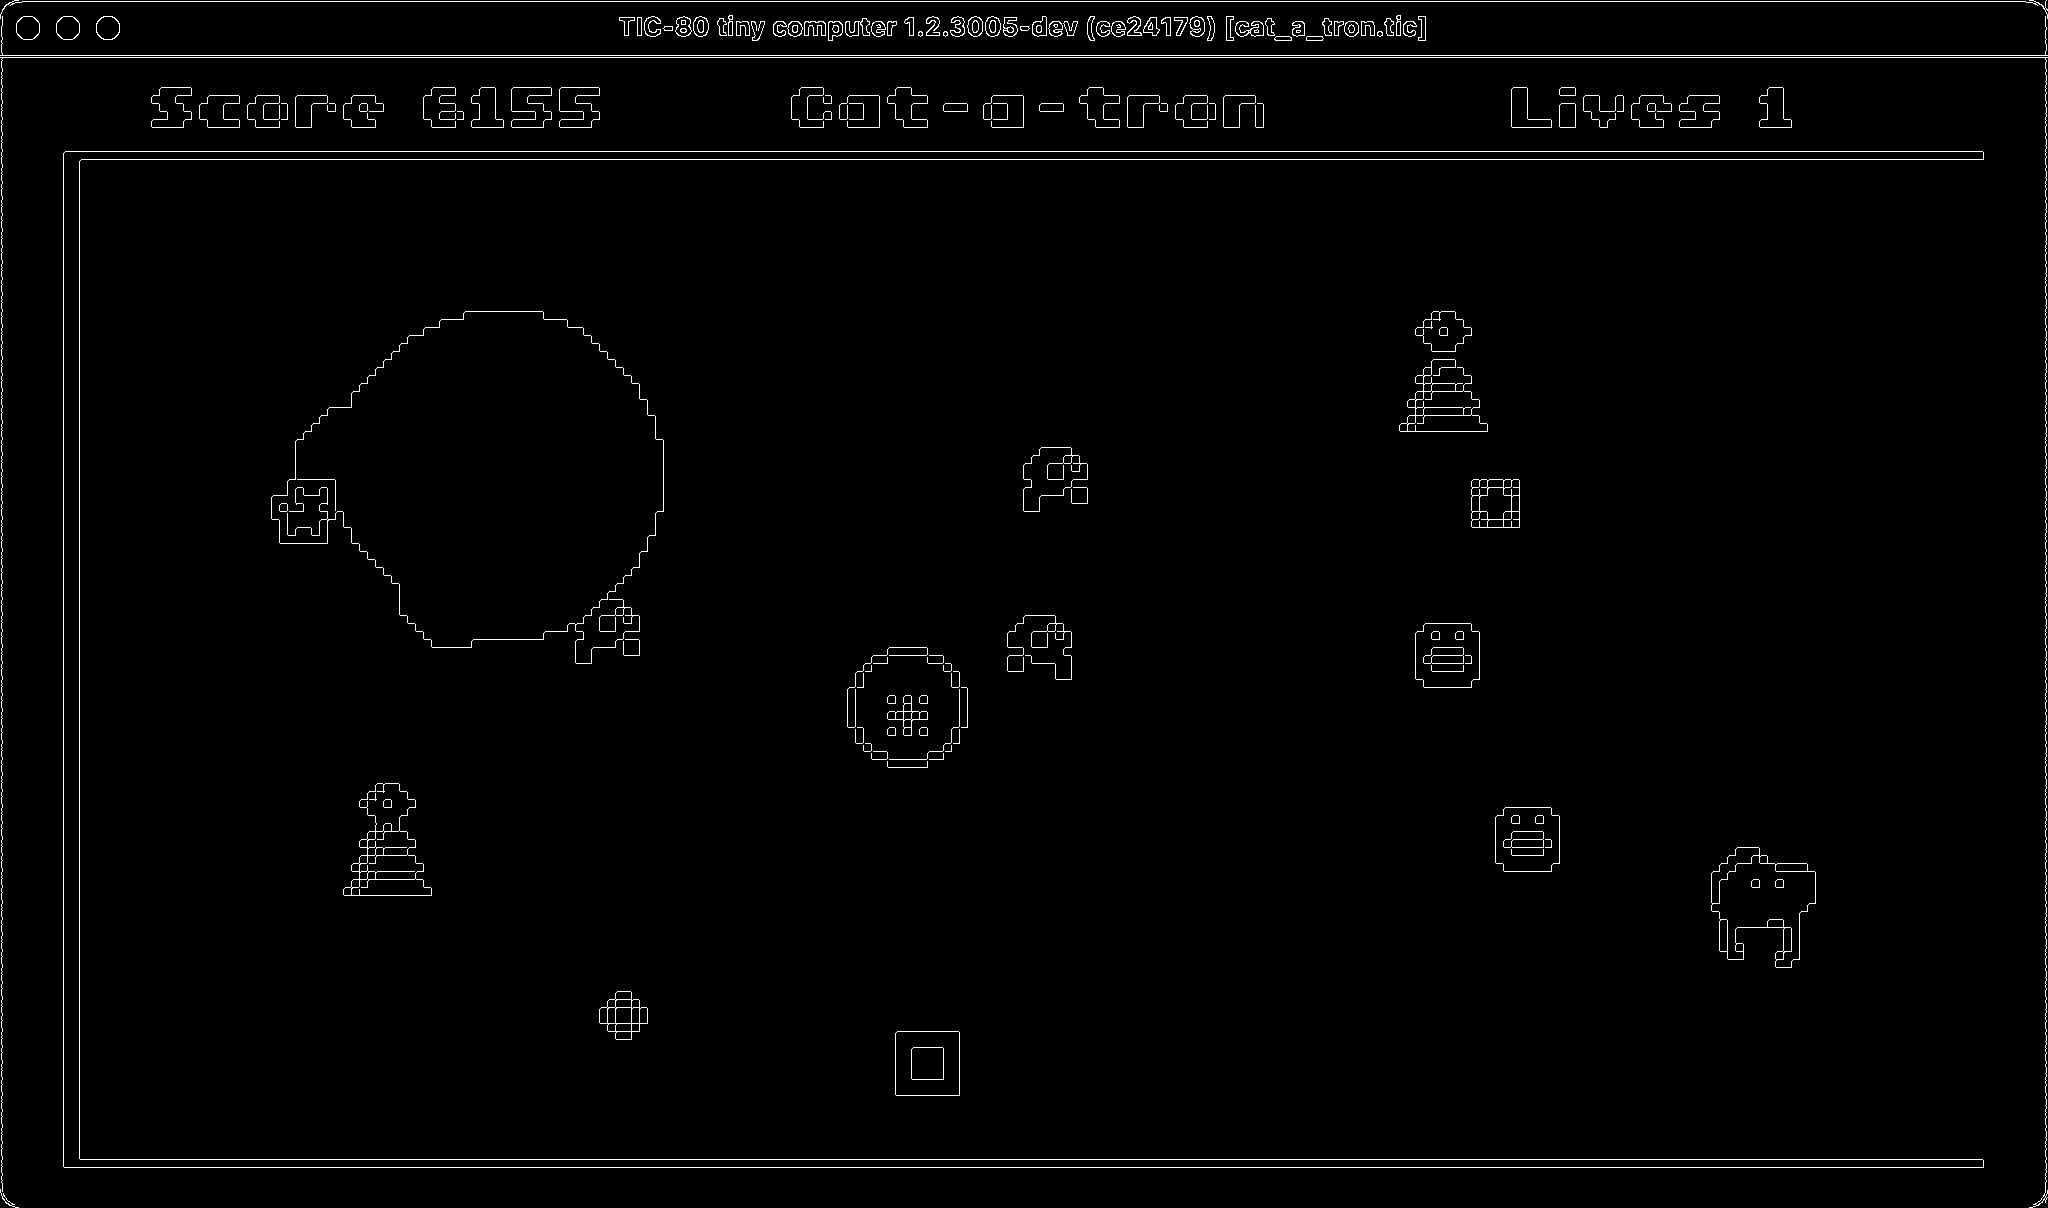 TIC-80 tiny computer 1.2.3005-dev (ce24179) [cat_a_tron.tic]
Score 6155 Cat-a-tron Lives 1